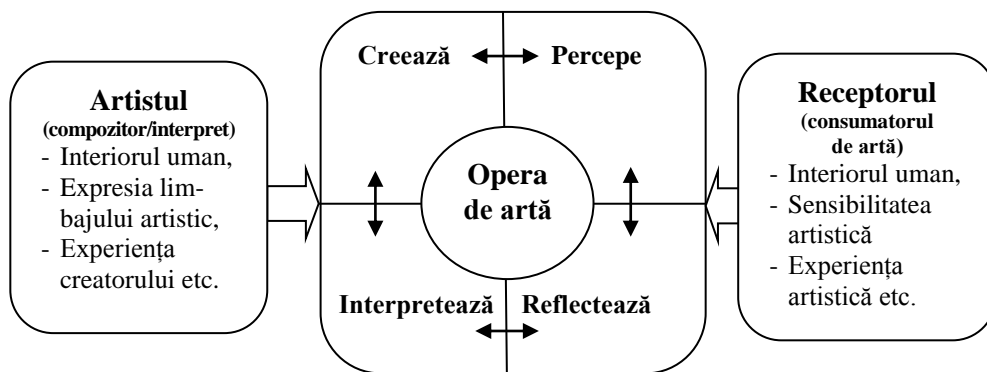 Artistul
(compozitor/interpret)
- Interiorul uman,
- Expresia lim-
bajului artistic,
- Experiența
creatorului etc.
Creează
Percepe
Opera
de artă
Interpretează
Reflectează
Receptorul
(consumatorul
de artă)
- Interiorul uman,
- Sensibilitatea
artistică
- Experiența
artistică etc.